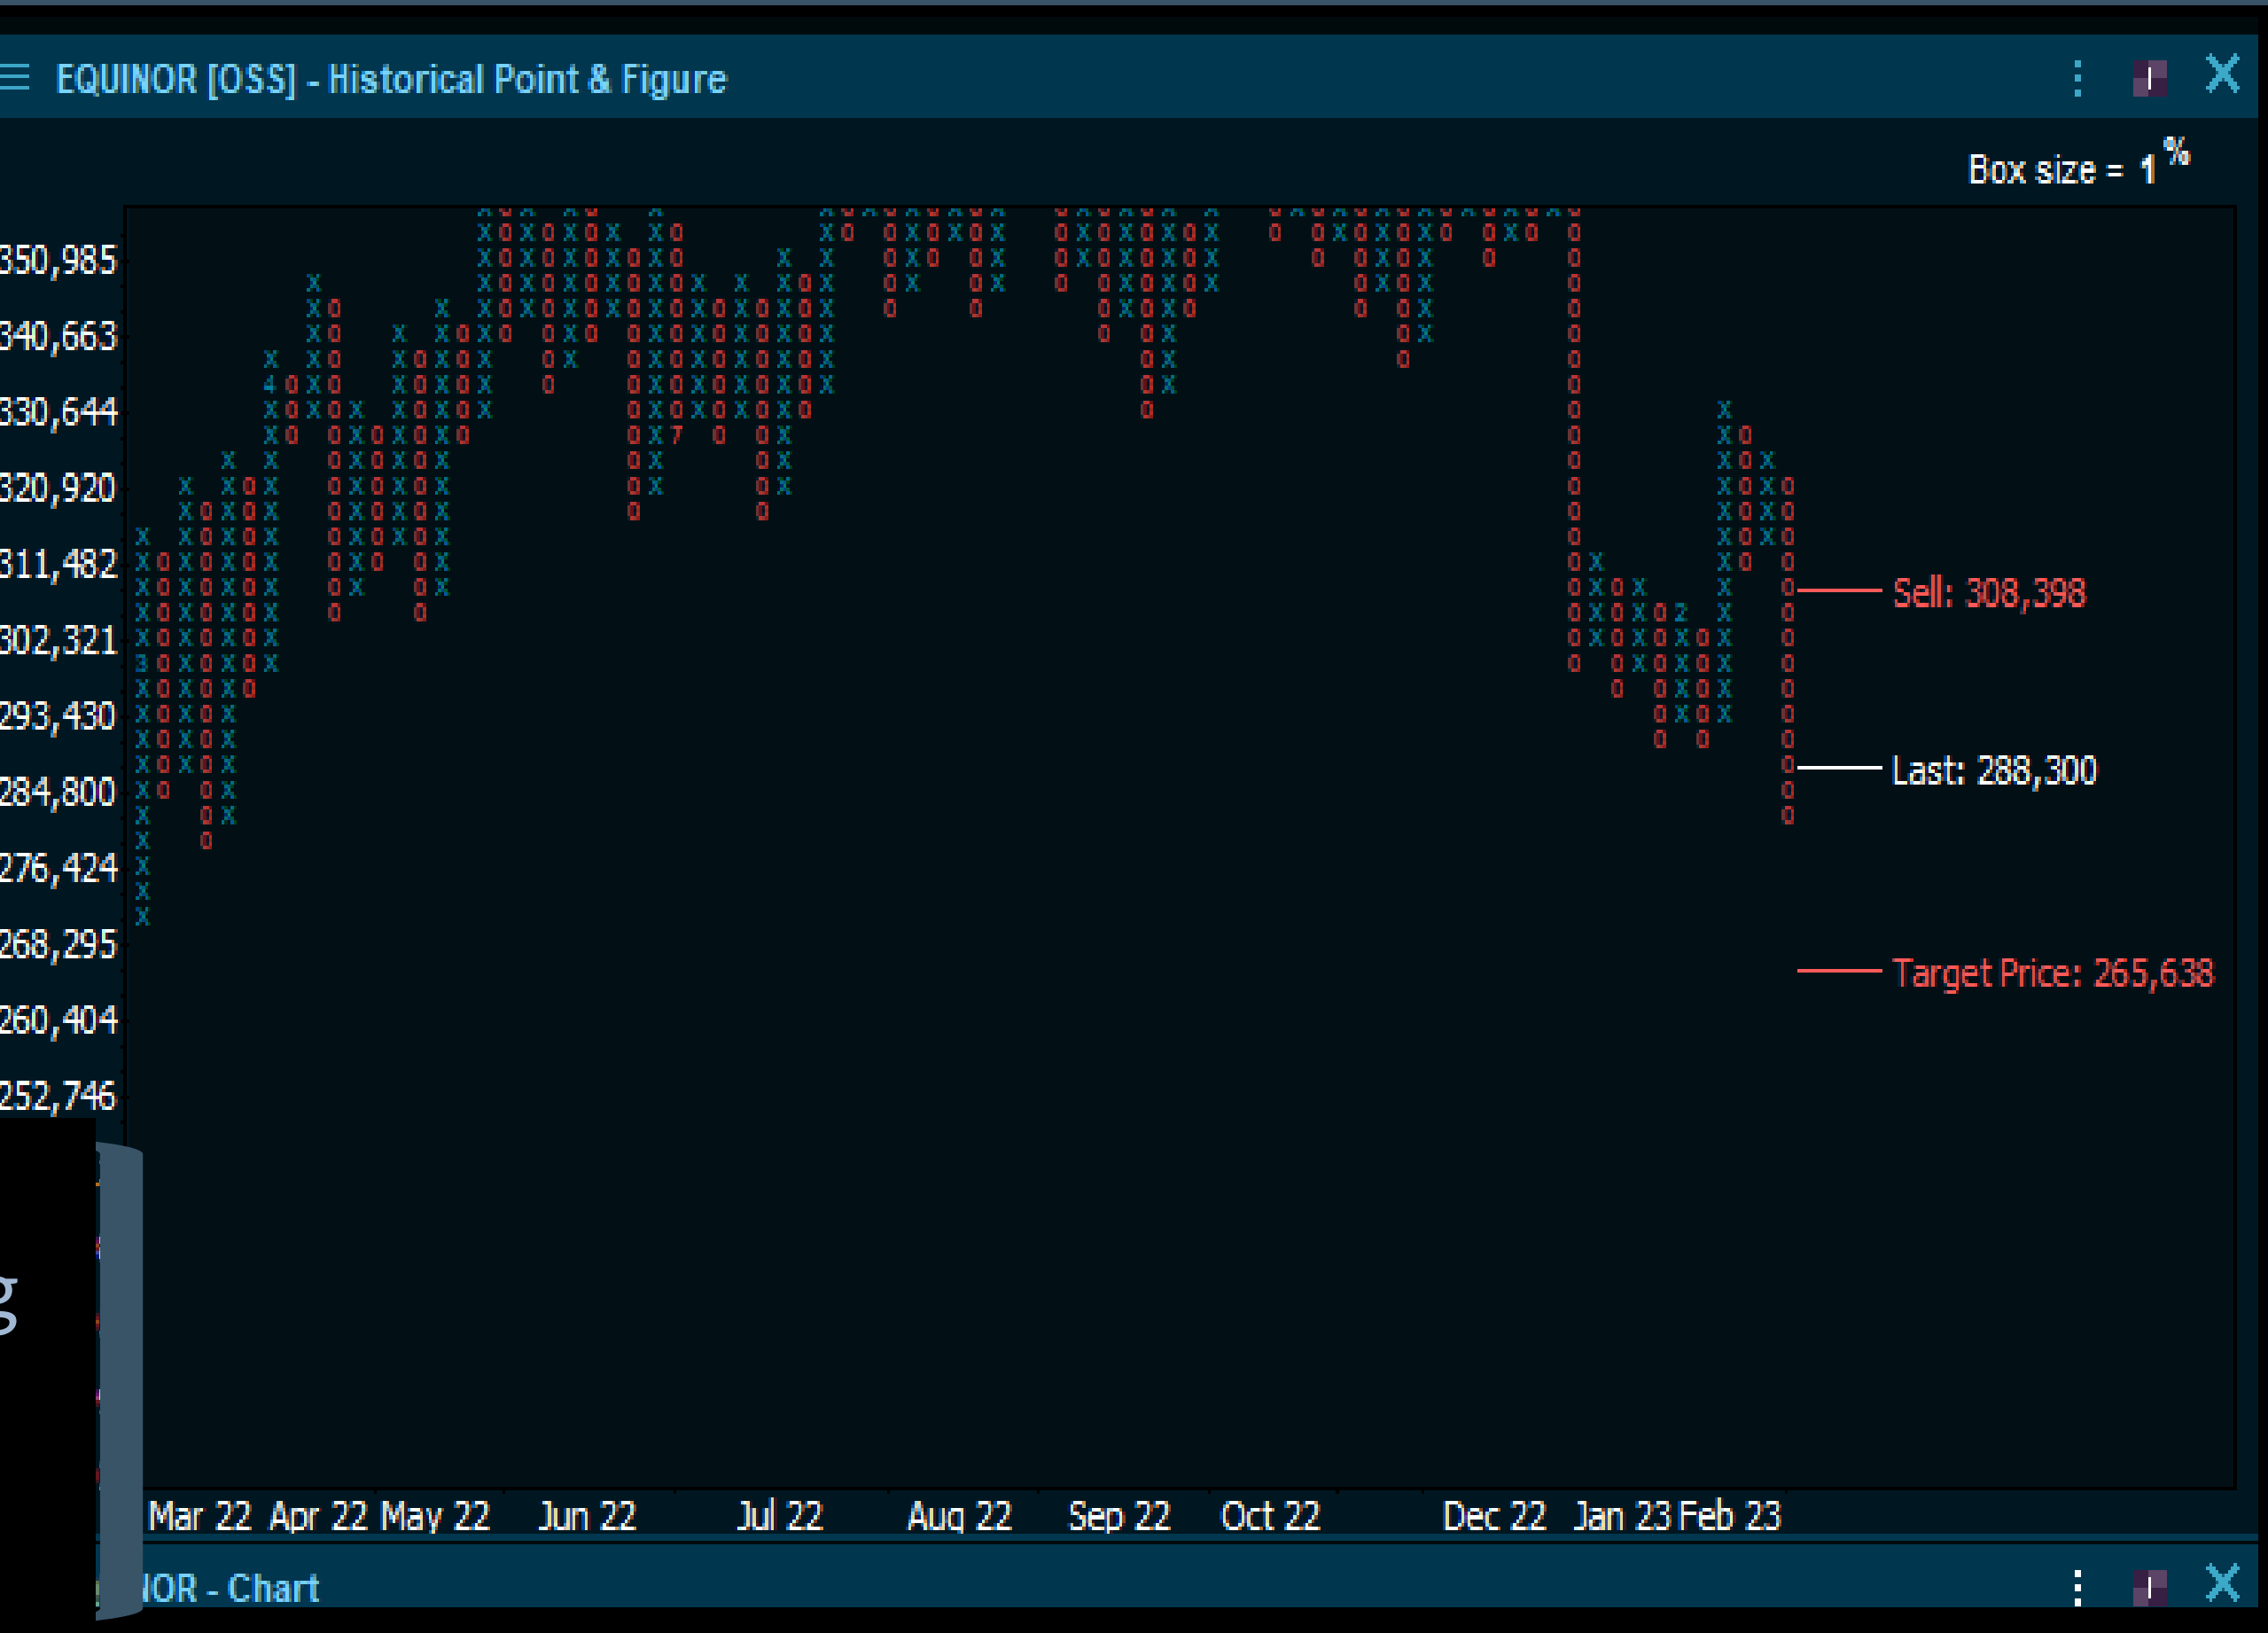 EQUINOR [OSS] - Historical Point & Figure
Box size = 1%
350,985
340,663
330,644
320,920
311,482
302,321
293,430
284,800
276,424
268,295
260,404
252,746
Sell: 308,398
Last: 288,300
Target Price: 265,638
g
Mar 22 Apr 22 May 22 Jun 22 Jul 22 Aug 22 Sep 22 Oct 22 Dec 22 Jan 23 Feb 23
NOR - Chart